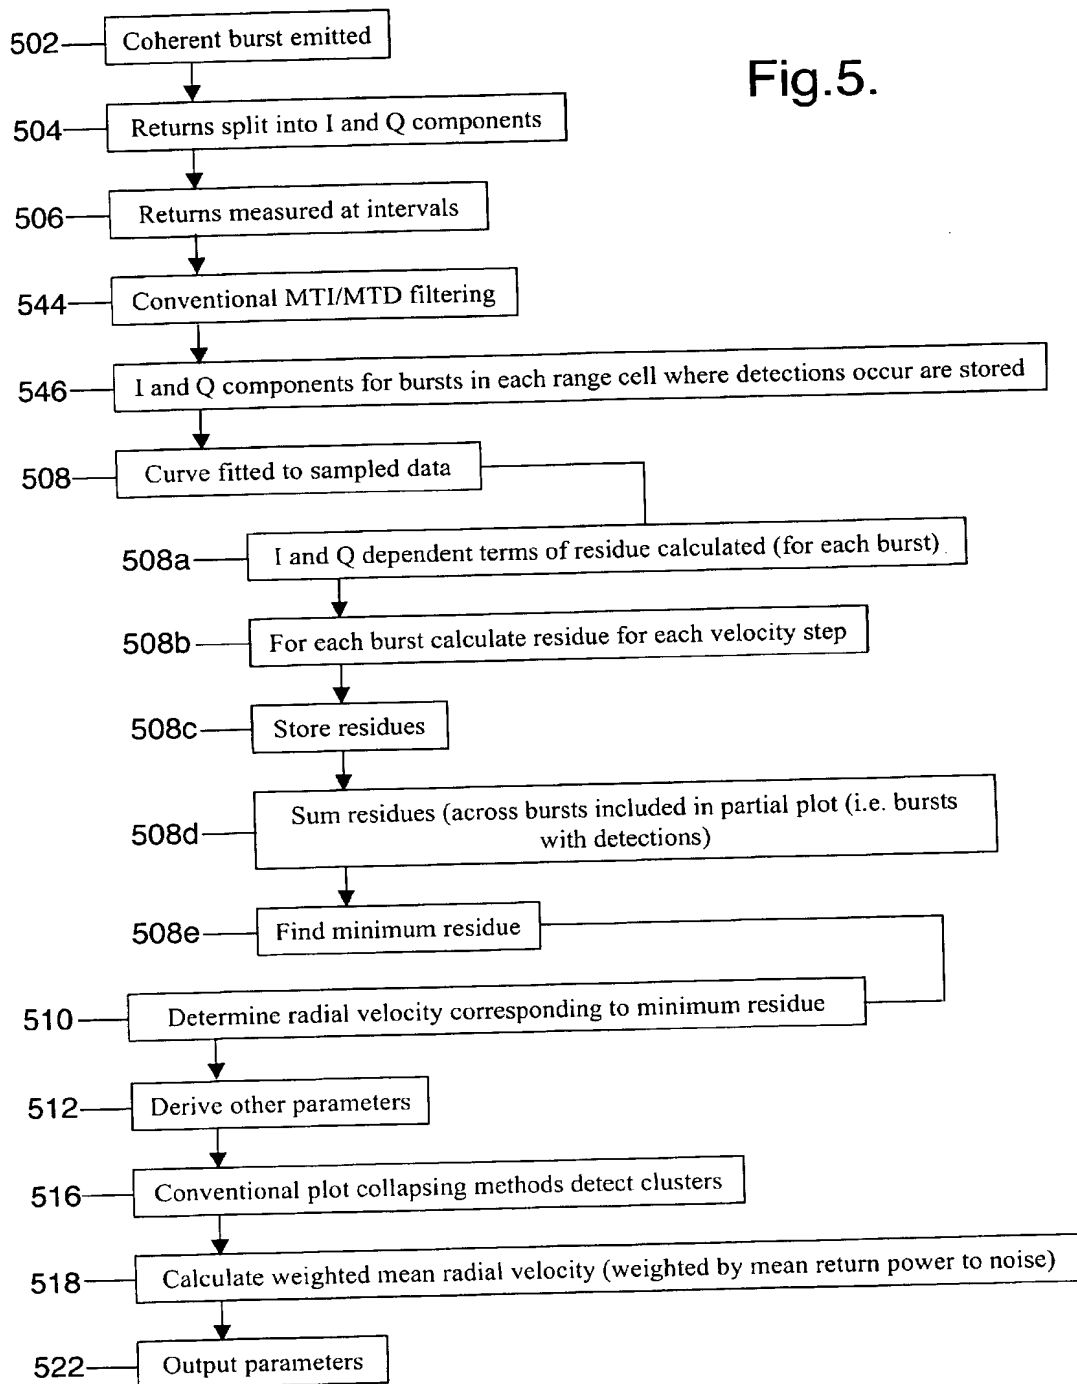 Fig.5.
502 Coherent burst emitted
504 Returns split into I and Q components
506 Returns measured at intervals
544 Conventional MTI/MTD filtering
546 I and Q components for bursts in each range cell where detections occur are stored
508 Curve fitted to sampled data
508a I and Q dependent terms of residue calculated (for each burst)
508b For each burst calculate residue for each velocity step
508c Store residues
508d Sum residues (across bursts included in partial plot (i.e. bursts
with detections)
508e Find minimum residue
510 Determine radial velocity corresponding to minimum residue
512 Derive other parameters
516 Conventional plot collapsing methods detect clusters
518 Calculate weighted mean radial velocity (weighted by mean return power to noise)
522 Output parameters